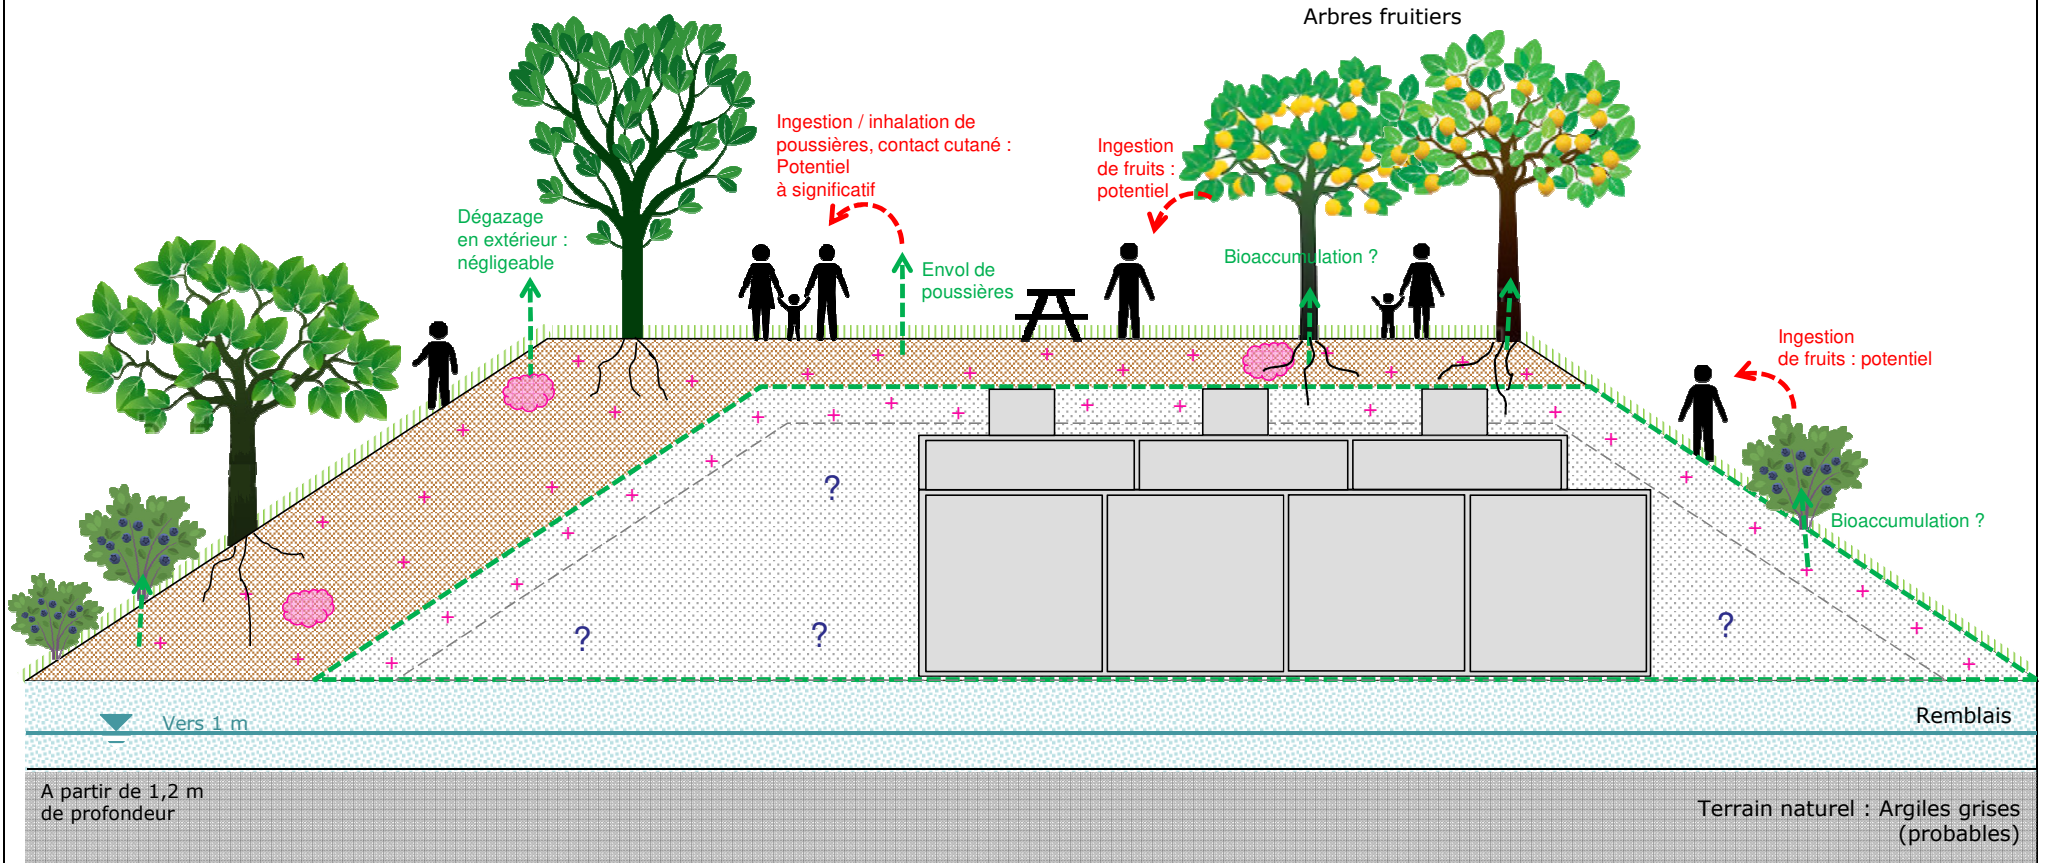 Arbres fruitiers
Ingestion / inhalation de
poussières, contact cutané :
Potentiel
à significatif
Ingestion
de fruits :
potentiel
Dégazage
en extérieur :
négligeable
Envol de
poussières
Bioaccumulation ?
Ingestion
de fruits : potentiel
?
Bioaccumulation ?
?
?
?
Vers 1 m
Remblais
A partir de 1,2 m
de profondeur
Terrain naturel : Argiles grises
(probables)